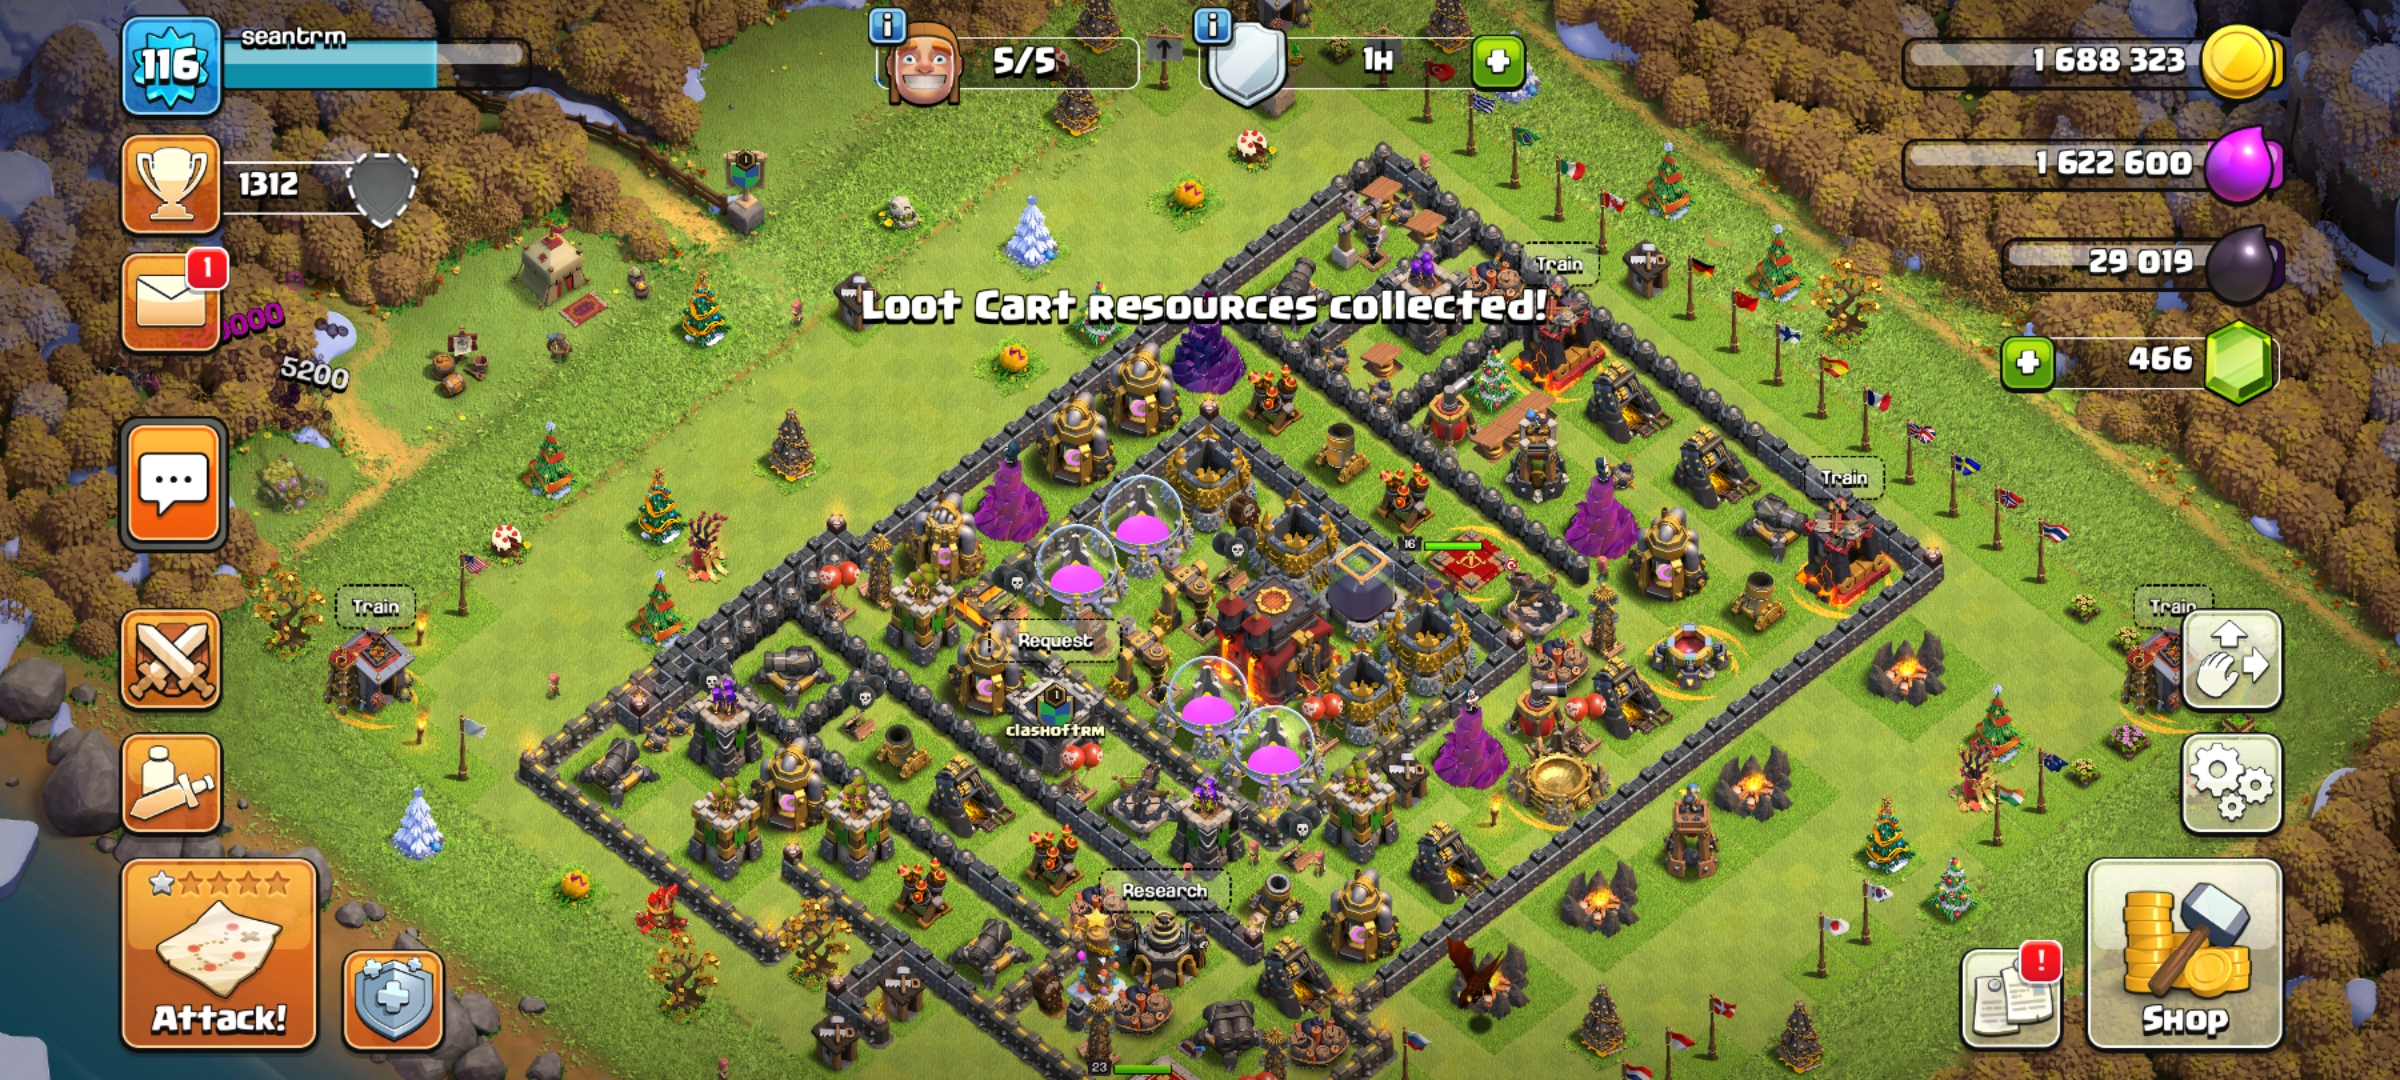 116
seantrm
5/5
1H
1 688 323
1312
1 622 600
29 019
1
5200
466
Loot Cart resources collected!
Train
Train
Train
Train
16
Request
1
clashoftrm
Research
23
Attack!
!
Shop